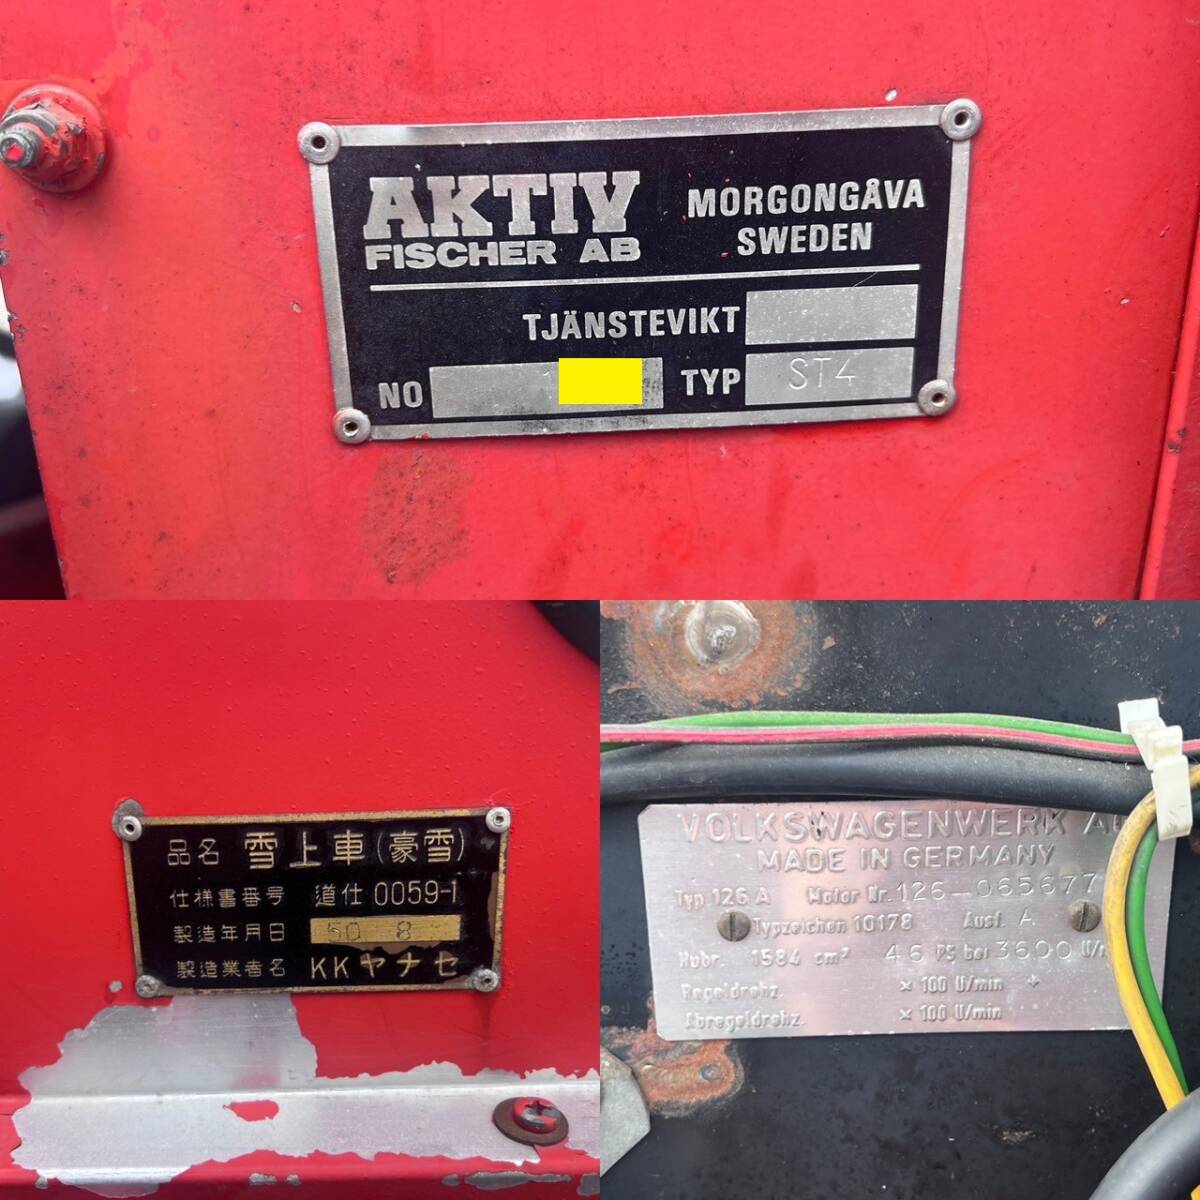 AKTIV
FISCHER AB
MORGONGÅVA
SWEDEN
TJÄNSTEVIKT
NO 1 TYP ST4
品名 雪上車(豪雪)
仕様書番号 道仕 0059-1
製造年月日 50 8
製造業者名 KKヤナセ
VOLKSWAGENWERK
MADE IN GERMANY
Typ 126 A Motor Nr. 126-065677
Typzeichen 10178 Ausf. A
Hubr. 1584 cm³ 46 PS bei 3600 U/
Regeldrehz. × 100 U/min +
Abregeldrehz. × 100 U/min